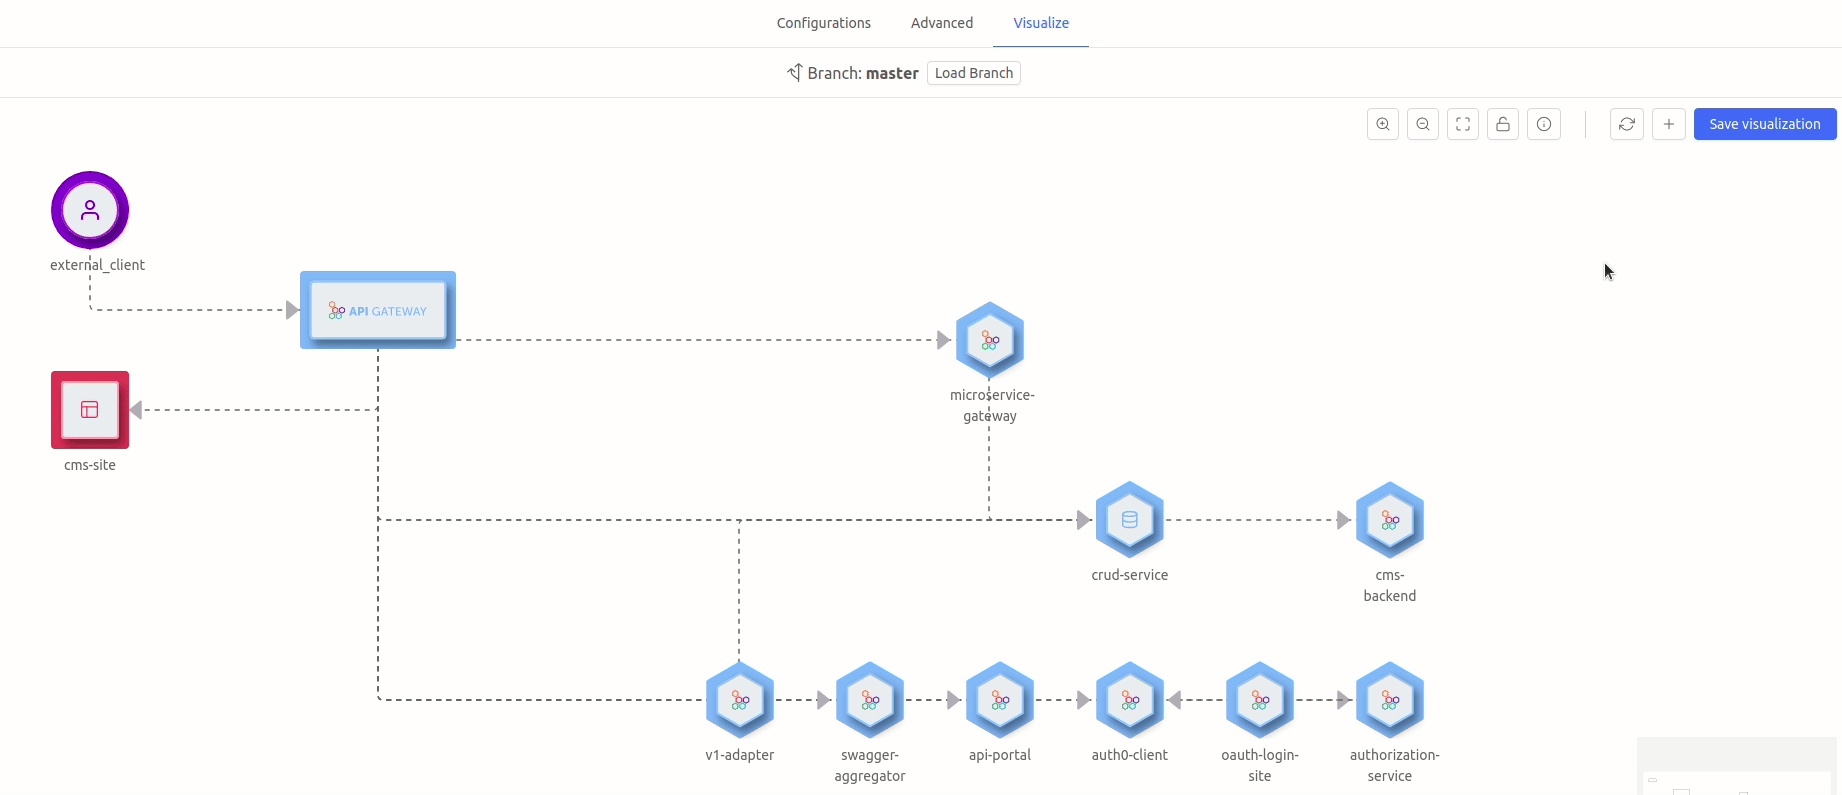 Configurations
Advanced
Visualize
Branch: master
Load Branch
Save visualization
external_client
API GATEWAY
microservice-
gateway
cms-site
crud-service
cms-
backend
v1-adapter
swagger-
aggregator
api-portal
auth0-client
oauth-login-
site
authorization-
service